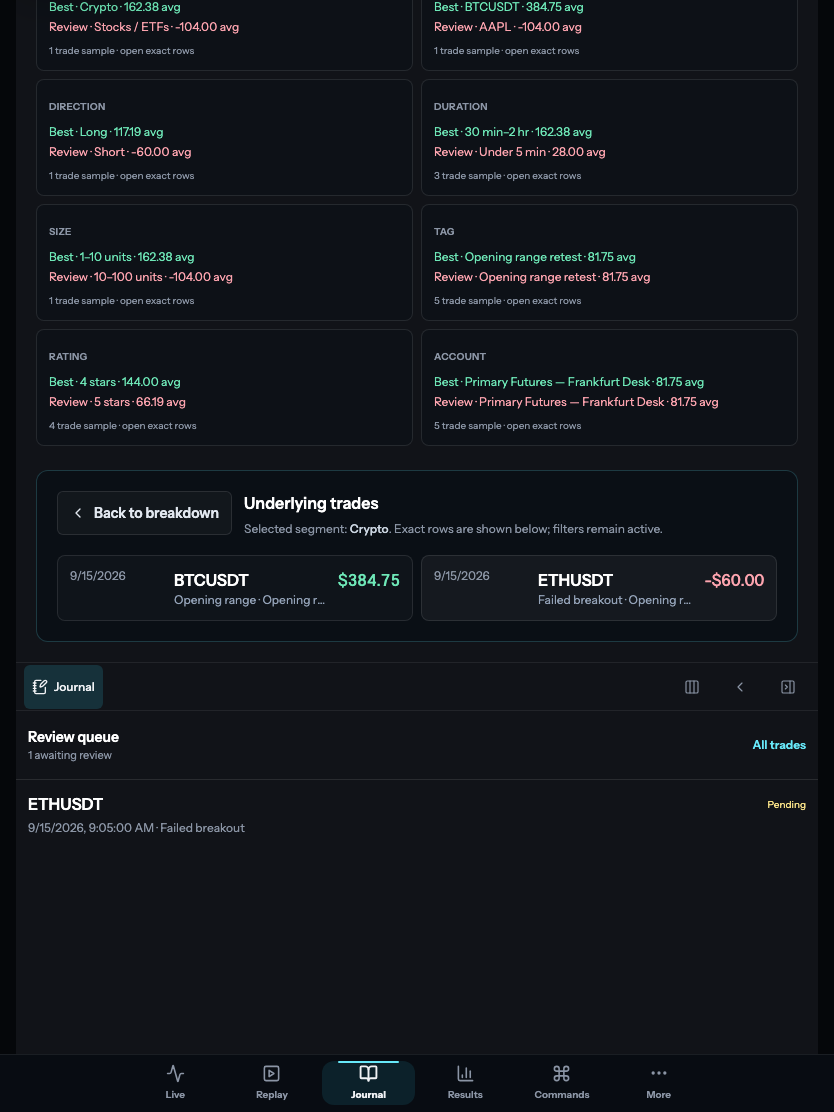 Best · Crypto · 162.38 avg
Review · Stocks / ETFs · -104.00 avg
1 trade sample · open exact rows
Best · BTCUSDT · 384.75 avg
Review · AAPL · -104.00 avg
1 trade sample · open exact rows
DIRECTION
Best · Long · 117.19 avg
Review · Short · -60.00 avg
1 trade sample · open exact rows
DURATION
Best · 30 min–2 hr · 162.38 avg
Review · Under 5 min · 28.00 avg
3 trade sample · open exact rows
SIZE
Best · 1–10 units · 162.38 avg
Review · 10–100 units · -104.00 avg
1 trade sample · open exact rows
TAG
Best · Opening range retest · 81.75 avg
Review · Opening range retest · 81.75 avg
5 trade sample · open exact rows
RATING
Best · 4 stars · 144.00 avg
Review · 5 stars · 66.19 avg
4 trade sample · open exact rows
ACCOUNT
Best · Primary Futures — Frankfurt Desk · 81.75 avg
Review · Primary Futures — Frankfurt Desk · 81.75 avg
5 trade sample · open exact rows
Back to breakdown
Underlying trades
Selected segment: Crypto. Exact rows are shown below; filters remain active.
9/15/2026
BTCUSDT
$384.75
Opening range · Opening r...
9/15/2026
ETHUSDT
-$60.00
Failed breakout · Opening r...
Journal
Review queue
1 awaiting review
All trades
ETHUSDT
Pending
9/15/2026, 9:05:00 AM · Failed breakout
Live
Replay
Journal
Results
Commands
More